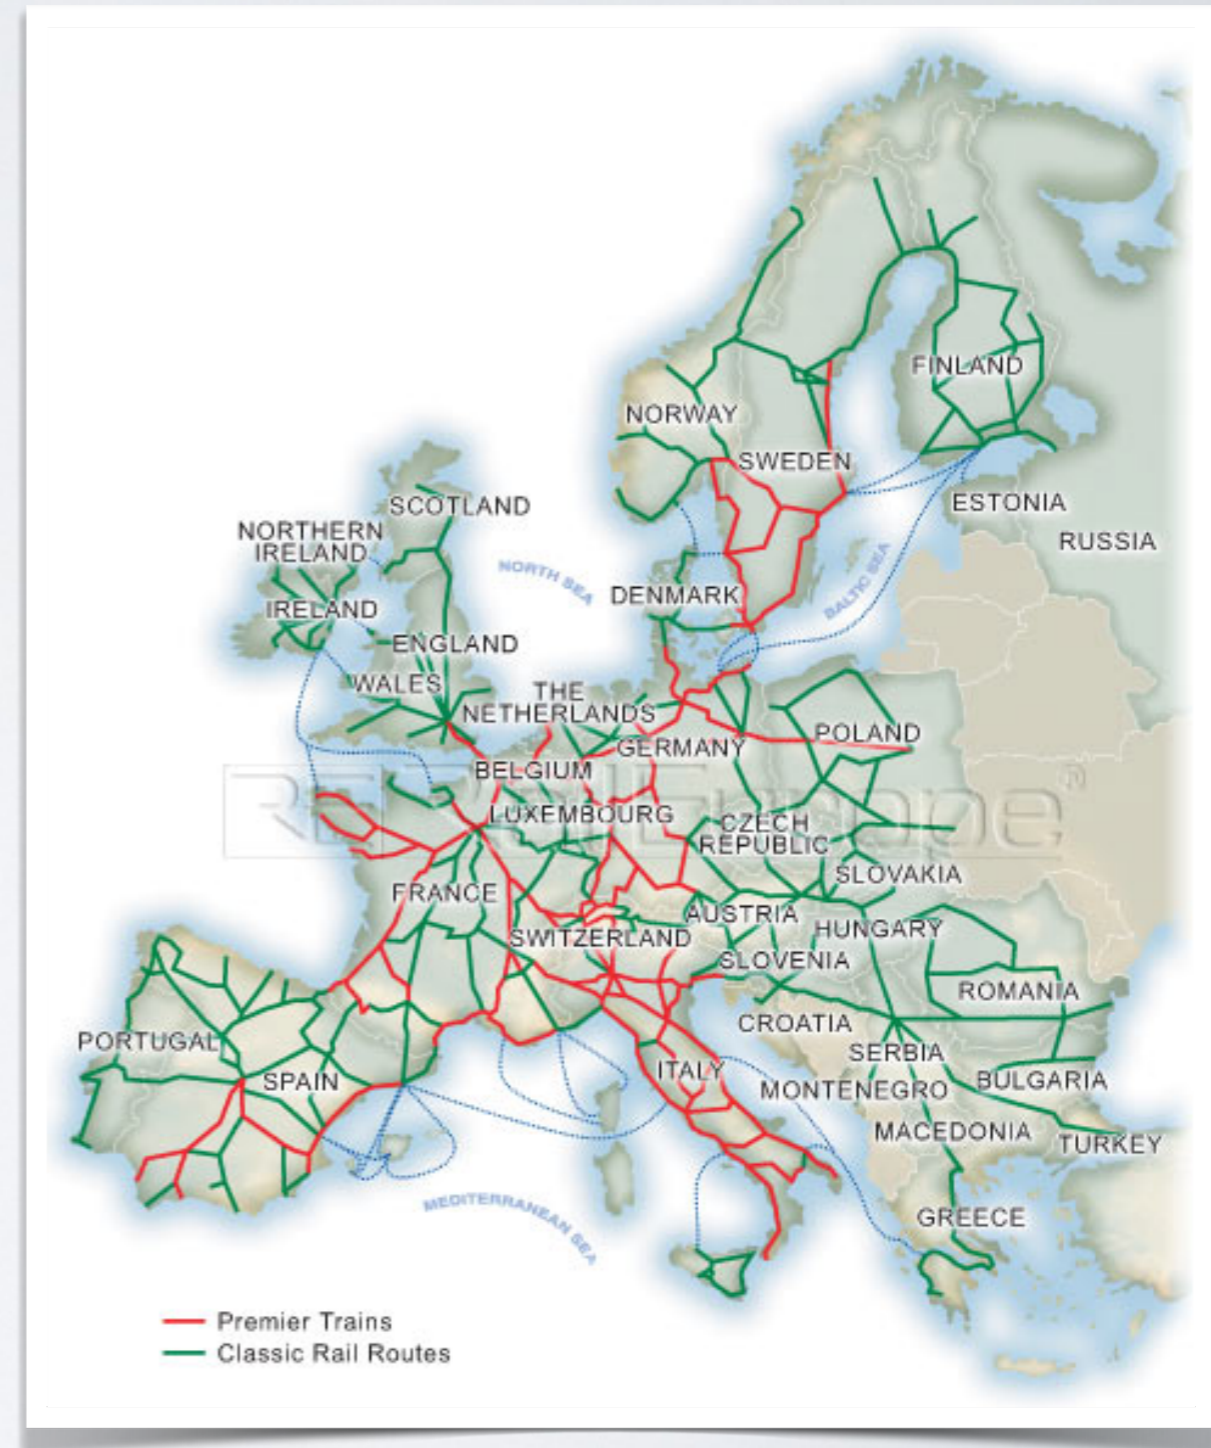 FINLAND
NORWAY
SWEDEN
SCOTLAND
ESTONIA
NORTHERN
IRELAND
RUSSIA
NORTH SEA
BALTIC SEA
DENMARK
IRELAND
ENGLAND
WALES
THE
NETHERLANDS
POLAND
GERMANY
BELGIUM
RailEurope®
LUXEMBOURG
CZECH
REPUBLIC
SLOVAKIA
FRANCE
AUSTRIA
HUNGARY
SWITZERLAND
SLOVENIA
ROMANIA
CROATIA
PORTUGAL
SERBIA
ITALY
SPAIN
BULGARIA
MONTENEGRO
MACEDONIA
TURKEY
MEDITERRANEAN SEA
GREECE
Premier Trains
Classic Rail Routes